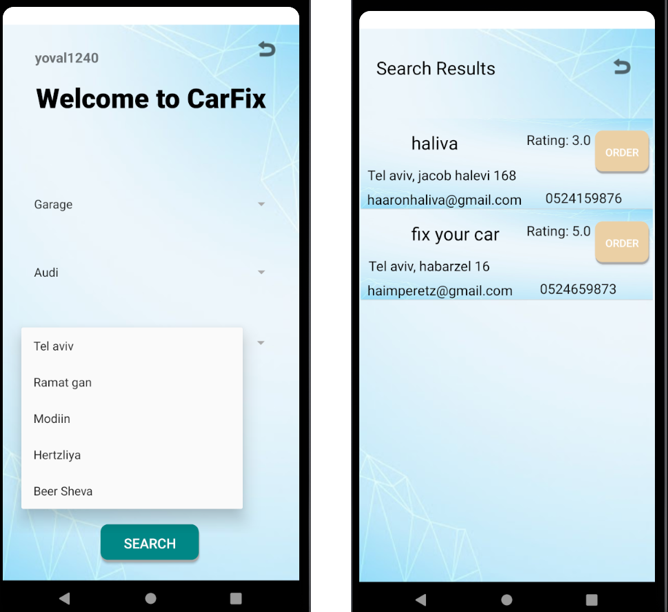 yoval1240
Welcome to CarFix
Garage
Audi
Tel aviv
Ramat gan
Modiin
Hertzliya
Beer Sheva
SEARCH
Search Results
haliva
Rating: 3.0
ORDER
Tel aviv, jacob halevi 168
haaronhaliva@gmail.com 0524159876
fix your car
Rating: 5.0
ORDER
Tel aviv, habarzel 16
haimperetz@gmail.com 0524659873